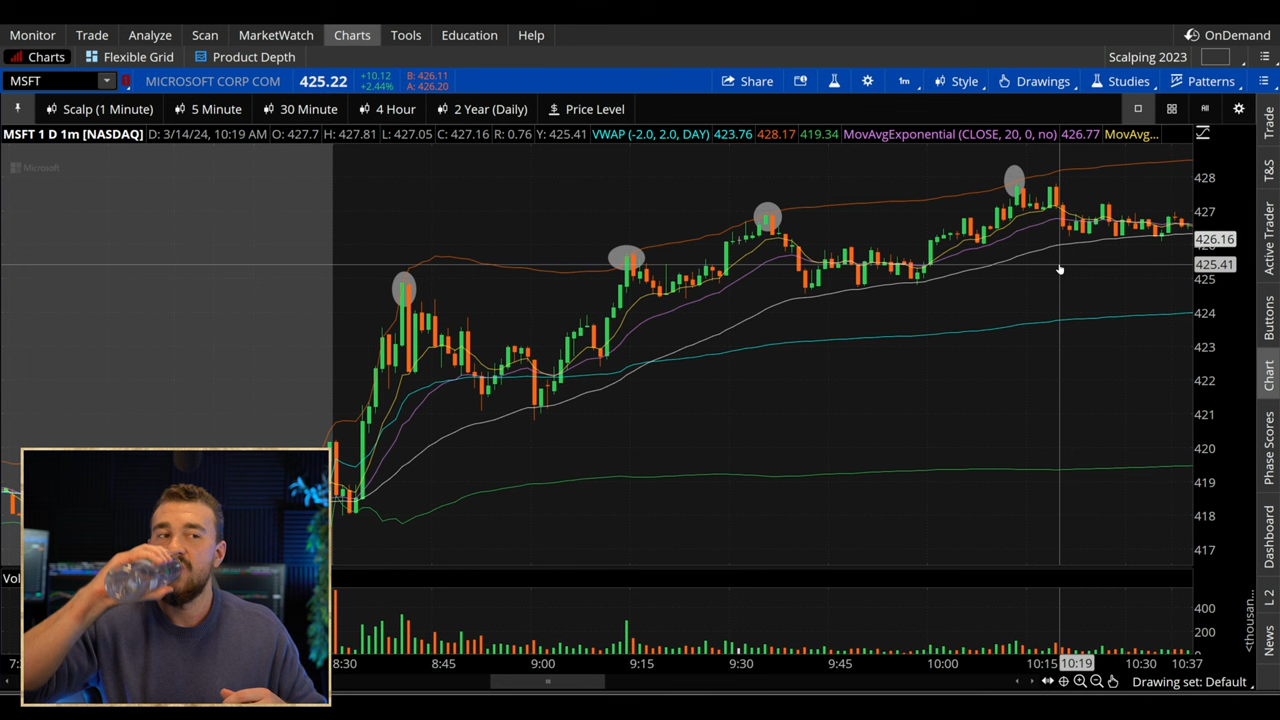 Monitor Trade Analyze Scan MarketWatch Charts Tools Education Help OnDemand
Charts Flexible Grid Product Depth Scalping 2023
MSFT MICROSOFT CORP COM 425.22 +10.12 +2.44% B: 426.11 A: 426.20 Share 1m Style Drawings Studies Patterns
Scalp (1 Minute) 5 Minute 30 Minute 4 Hour 2 Year (Daily) Price Level All
MSFT 1 D 1m [NASDAQ] D: 3/14/24, 10:19 AM O: 427.7 H: 427.81 L: 427.05 C: 427.16 R: 0.76 Y: 425.41 VWAP (-2.0, 2.0, DAY) 423.76 428.17 419.34 MovAvgExponential (CLOSE, 20, 0, no) 426.77 MovAvg...
Microsoft
428
427
426.16
425.41
425
424
423
422
421
420
419
418
417
Vol
400
200
<thousan...
7:
8:30 8:45 9:00 9:15 9:30 9:45 10:00 10:15 10:19 10:30 10:37
Drawing set: Default
Trade
T&S
Active Trader
Buttons
Chart
Phase Scores
Dashboard
L 2
News